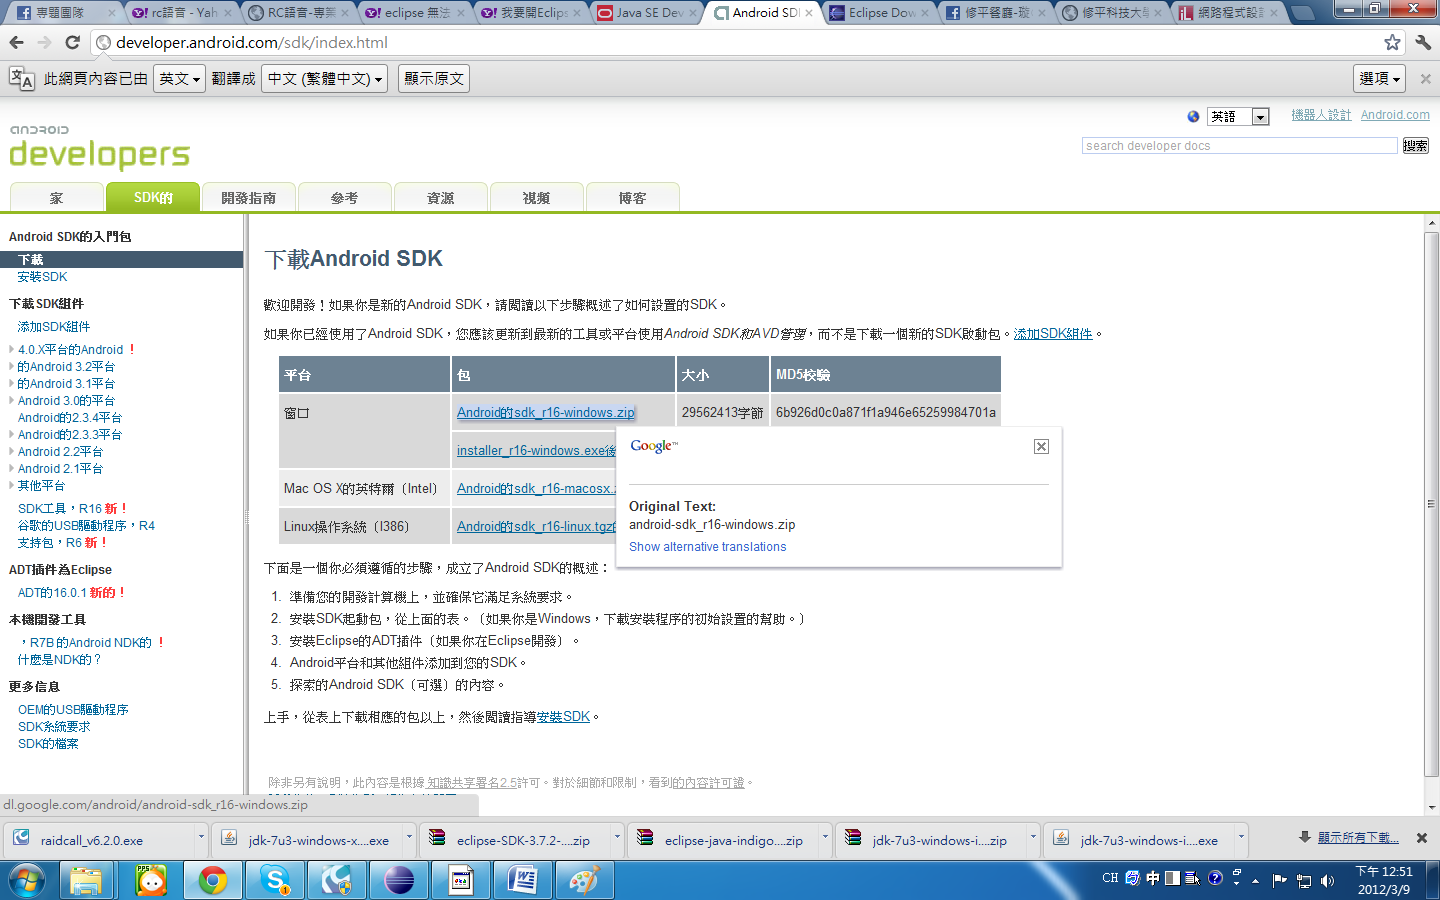 專題團隊
rc語音 - Yah
RC語音-專業
eclipse 無法
我要開Eclips
Java SE Dev
Android SD
Eclipse Dow
修平餐廳-璇
修平科技大學
網路程式設
developer.android.com/sdk/index.html
此網頁內容已由 英文 翻譯成 中文 (繁體中文) 顯示原文 選項
英語 機器人設計 Android.com
android
developers
search developer docs 搜索
家 SDK的 開發指南 參考 資源 視頻 博客
Android SDK的入門包
下載
安裝SDK
下載SDK組件
添加SDK組件
4.0.X平台的Android！
的Android 3.2平台
的Android 3.1平台
Android 3.0的平台
Android的2.3.4平台
Android的2.3.3平台
Android 2.2平台
Android 2.1平台
其他平台
SDK工具，R16 新！
谷歌的USB驅動程序，R4
支持包，R6 新！
ADT插件為Eclipse
ADT的16.0.1 新的！
本機開發工具
，R7B的Android NDK的！
什麼是NDK的？
更多信息
OEM的USB驅動程序
SDK系統要求
SDK的檔案
下載Android SDK
歡迎開發！如果你是新的Android SDK，請閱讀以下步驟概述了如何設置的SDK。
如果你已經使用了Android SDK，您應該更新到最新的工具或平台使用Android SDK和AVD管理，而不是下載一個新的SDK啟動包。添加SDK組件。
平台 包 大小 MD5校驗
窗口 Android的sdk_r16-windows.zip 29562413字節 6b926d0c0a871f1a946e65259984701a
installer_r16-windows.exe後
Mac OS X的英特爾（Intel） Android的sdk_r16-macosx.z
Linux操作系統（I386） Android的sdk_r16-linux.tgz的
Google™
Original Text:
android-sdk_r16-windows.zip
Show alternative translations
下面是一個你必須遵循的步驟，成立了Android SDK的概述：
1. 準備您的開發計算機上，並確保它滿足系統要求。
2. 安裝SDK起動包，從上面的表。（如果你是Windows，下載安裝程序的初始設置的幫助。）
3. 安裝Eclipse的ADT插件（如果你在Eclipse開發）。
4. Android平台和其他組件添加到您的SDK。
5. 探索的Android SDK（可選）的內容。
上手，從表上下載相應的包以上，然後閱讀指導安裝SDK。
除非另有說明，此內容是根據 知識共享署名2.5許可。對於細節和限制，看到的內容許可證。
dl.google.com/android/android-sdk_r16-windows.zip
raidcall_v6.2.0.exe
jdk-7u3-windows-x....exe
eclipse-SDK-3.7.2-....zip
eclipse-java-indigo....zip
jdk-7u3-windows-i....zip
jdk-7u3-windows-i....exe
顯示所有下載...
PPS
CH 中 下午 12:51
2012/3/9